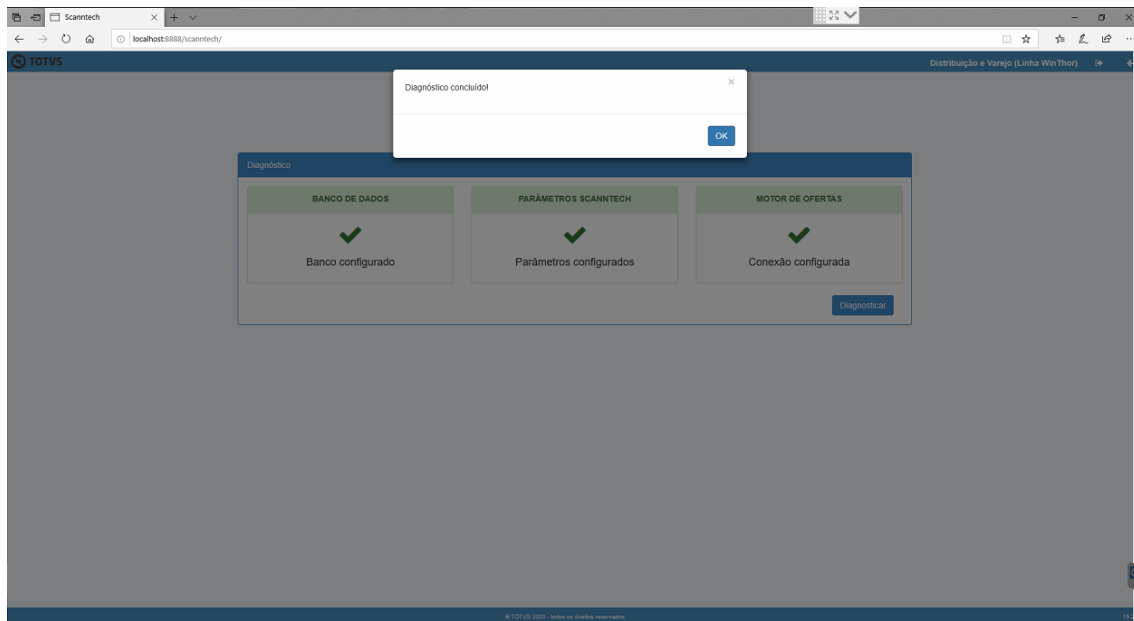 Scanntech
localhost:8888/scanntech/
TOTVS
Distribuição e Varejo (Linha WinThor)
Diagnóstico concluído!
×
OK
Diagnóstico
BANCO DE DADOS
PARÂMETROS SCANNTECH
MOTOR DE OFERTAS
Banco configurado
Parâmetros configurados
Conexão configurada
Diagnosticar
© TOTVS 2020 - todos os direitos reservados